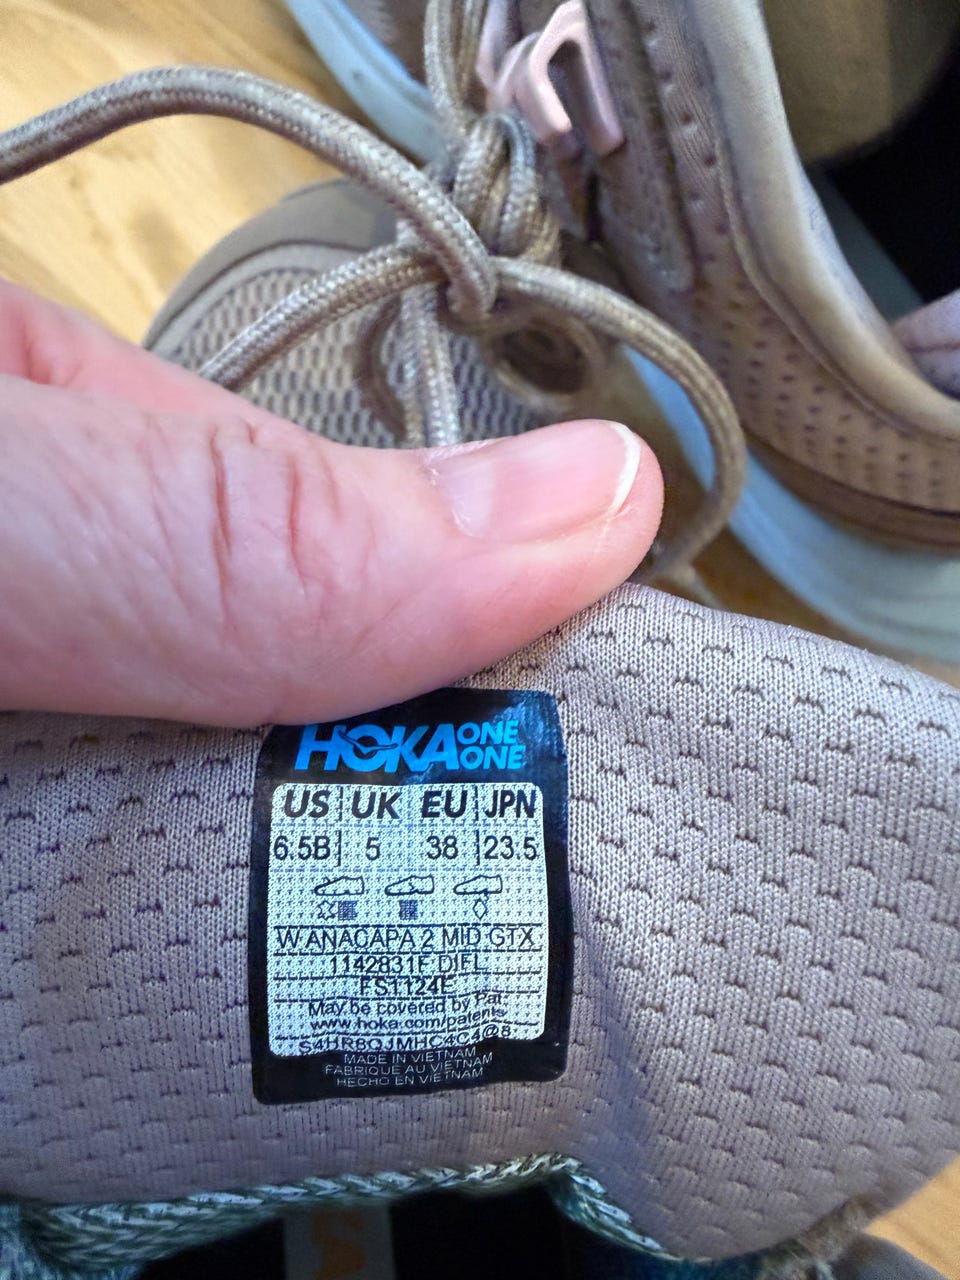 HOKA ONE ONE
US UK EU JPN
6.5B 5 38 23.5
W ANACAPA 2 MID GTX
1142831F DIFL
FS1124E
May be covered by Pat:
www.hoka.com/patents
S4HR8QJMHC4C4@8
MADE IN VIETNAM
FABRIQUE AU VIETNAM
HECHO EN VIETNAM